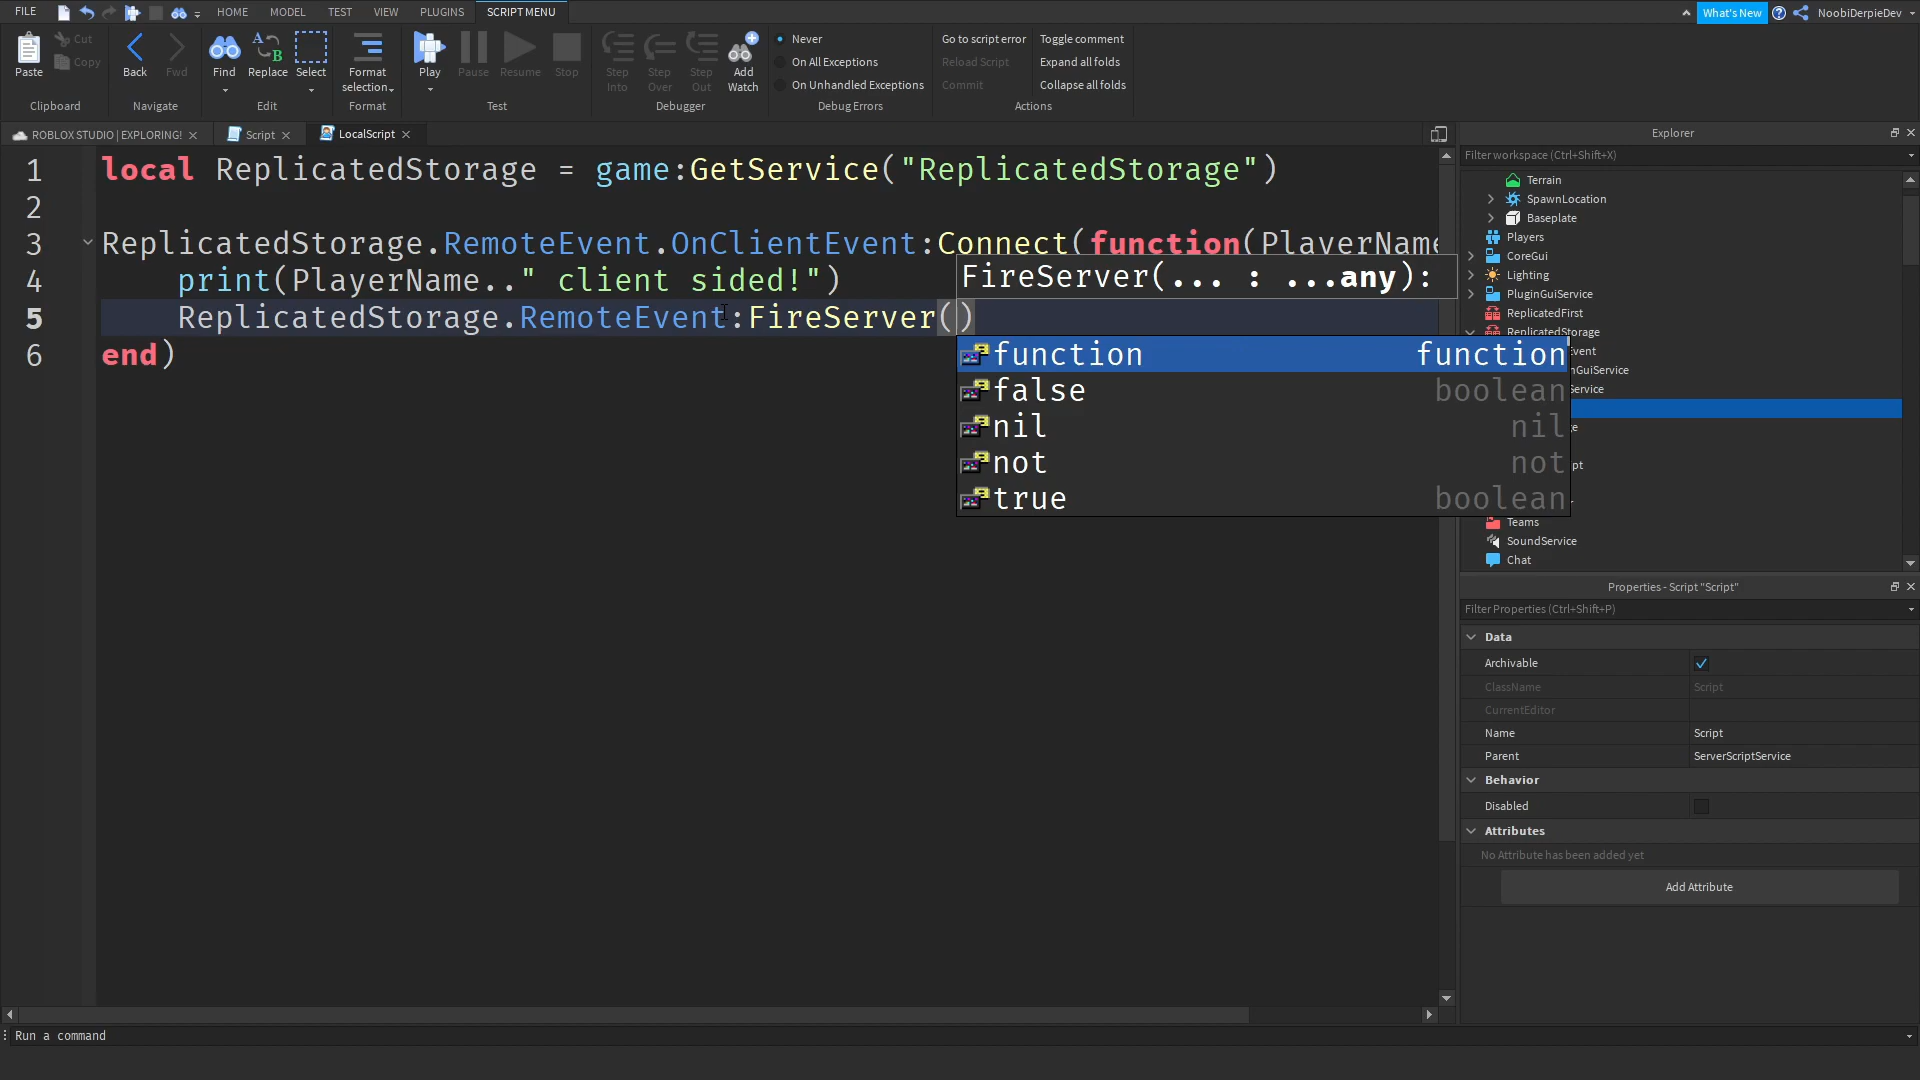 FILE HOME MODEL TEST VIEW PLUGINS SCRIPT MENU What's New NoobiDerpieDev
Paste Cut Copy
Clipboard
Back Fwd
Navigate
Find Replace Select
Edit
Format selection
Format
Play Pause Resume Stop
Test
Step Into Step Over Step Out Add Watch
Debugger
Never
On All Exceptions
On Unhandled Exceptions
Debug Errors
Go to script error Toggle comment
Reload Script Expand all folds
Commit Collapse all folds
Actions
ROBLOX STUDIO | EXPLORING! Script LocalScript
1 local ReplicatedStorage = game:GetService("ReplicatedStorage")
2
3 ReplicatedStorage.RemoteEvent.OnClientEvent:Connect(function(PlayerName
4 print(PlayerName.." client sided!")
FireServer(... : ...any):
5 ReplicatedStorage.RemoteEvent:FireServer()
6 end)
function function
false boolean
nil nil
not not
true boolean
Explorer
Filter workspace (Ctrl+Shift+X)
Terrain
SpawnLocation
Baseplate
Players
CoreGui
Lighting
PluginGuiService
ReplicatedFirst
ReplicatedStorage
Event
GuiService
Service
Teams
SoundService
Chat
Properties - Script "Script"
Filter Properties (Ctrl+Shift+P)
Data
Archivable
ClassName Script
CurrentEditor
Name Script
Parent ServerScriptService
Behavior
Disabled
Attributes
No Attribute has been added yet
Add Attribute
Run a command